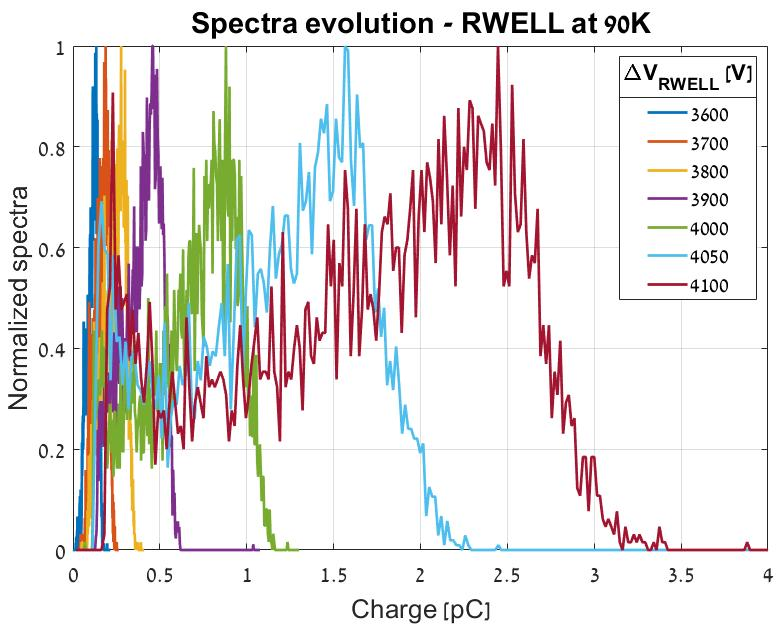 Spectra evolution - RWELL at 90K
ΔV_RWELL [V]
3600
3700
3800
3900
4000
4050
4100
Normalized spectra
1
0.8
0.6
0.4
0.2
0
0 0.5 1 1.5 2 2.5 3 3.5 4
Charge [pC]